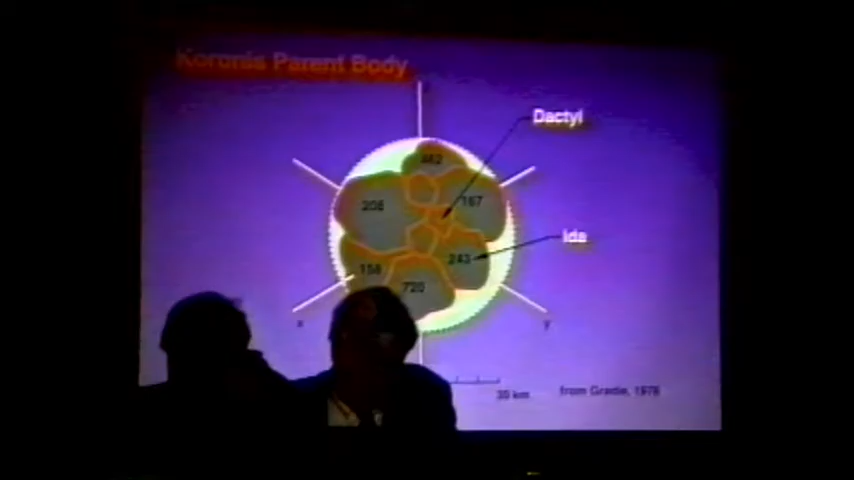 Koronis Parent Body
Dactyl
462
208
167
Ida
243
158
720
x
y
30 km
from Gradie, 1978